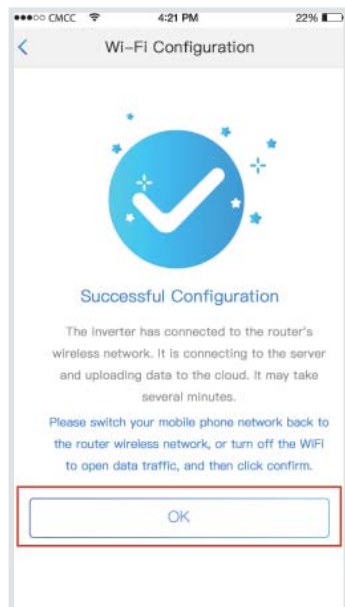 CMCC 4:21 PM 22%
Wi-Fi Configuration
Successful Configuration
The inverter has connected to the router's
wireless network. It is connecting to the server
and uploading data to the cloud. It may take
several minutes.
Please switch your mobile phone network back to
the router wireless network, or turn off the WiFi
to open data traffic, and then click confirm.
OK